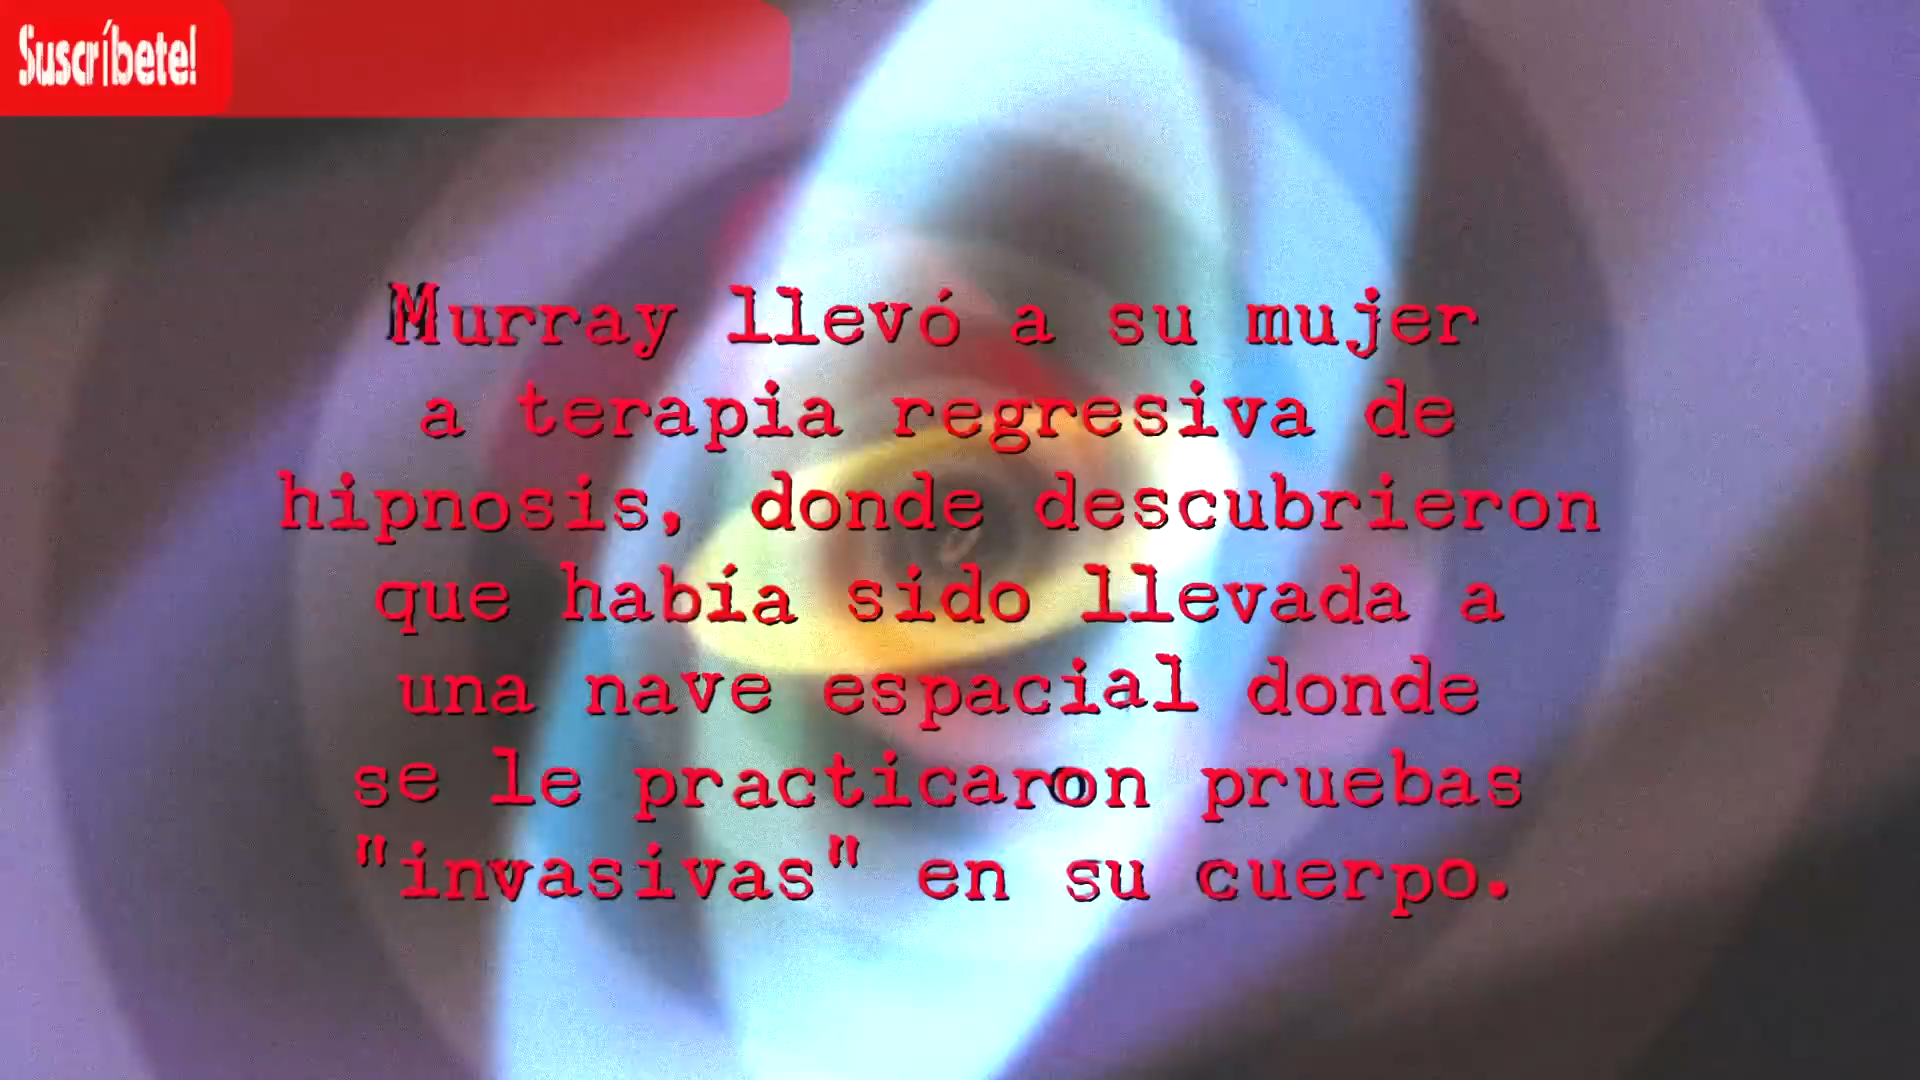 Suscríbete!
Murray llevó a su mujer
a terapia regresiva de
hipnosis, donde descubrieron
que había sido llevada a
una nave espacial donde
se le practicaron pruebas
"invasivas" en su cuerpo.